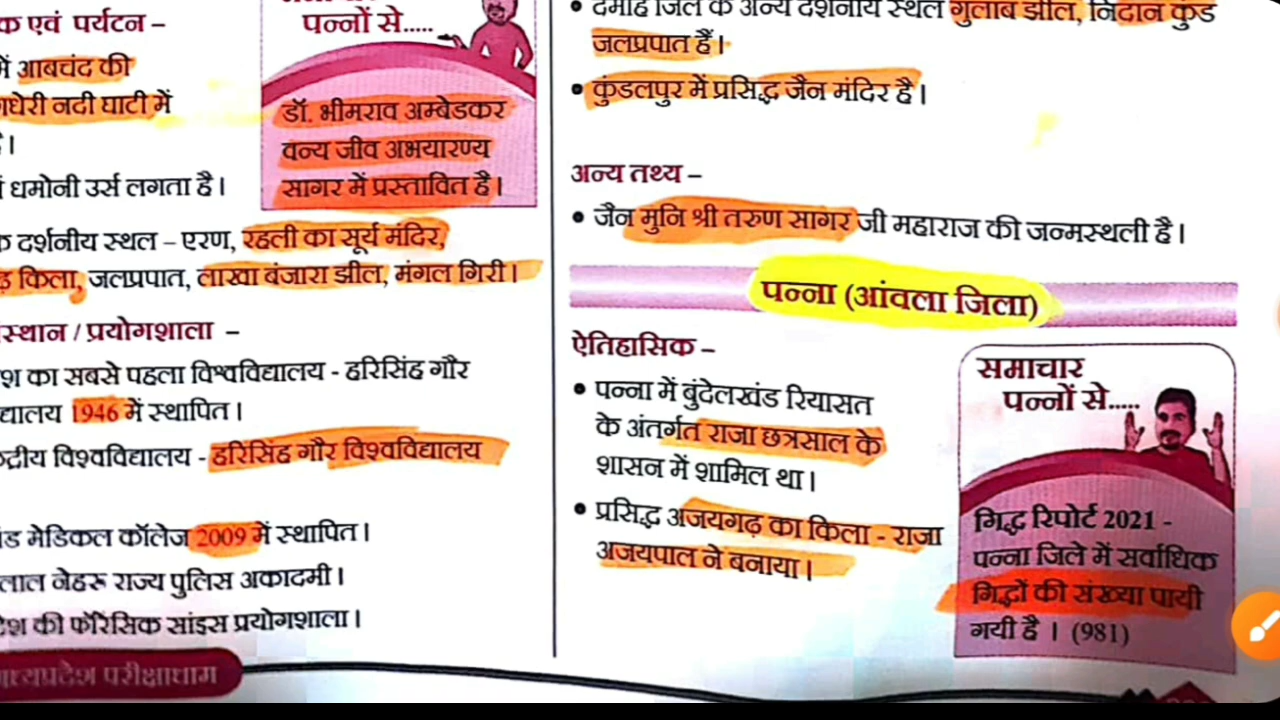 पन्नों से.....
क एवं पर्यटन –
में आबचंद की
गधेरी नदी घाटी में
है।
धमोनी उर्स लगता है।
डॉ. भीमराव अम्बेडकर
वन्य जीव अभयारण्य
सागर में प्रस्तावित है।
क दर्शनीय स्थल – एरण, रहली का सूर्य मंदिर,
ढ़ किला, जलप्रपात, लाखा बंजारा झील, मंगल गिरी।
स्थान / प्रयोगशाला –
श का सबसे पहला विश्वविद्यालय - हरिसिंह गौर
द्यालय 1946 में स्थापित।
न्द्रीय विश्वविद्यालय - हरिसिंह गौर विश्वविद्यालय
ंड मेडिकल कॉलेज 2009 में स्थापित।
लाल नेहरू राज्य पुलिस अकादमी।
देश की फॉरेंसिक साइंस प्रयोगशाला।
मध्यप्रदेश परीक्षाधाम
• दमोह जिले के अन्य दर्शनीय स्थल गुलाब झील, निदान कुंड
जलप्रपात हैं।
• कुंडलपुर में प्रसिद्ध जैन मंदिर है।
अन्य तथ्य –
• जैन मुनि श्री तरुण सागर जी महाराज की जन्मस्थली है।
पन्ना (आंवला जिला)
ऐतिहासिक –
• पन्ना में बुंदेलखंड रियासत
के अंतर्गत राजा छत्रसाल के
शासन में शामिल था।
• प्रसिद्ध अजयगढ़ का किला - राजा
अजयपाल ने बनाया।
समाचार
पन्नों से.....
गिद्ध रिपोर्ट 2021 -
पन्ना जिले में सर्वाधिक
गिद्धों की संख्या पायी
गयी है। (981)